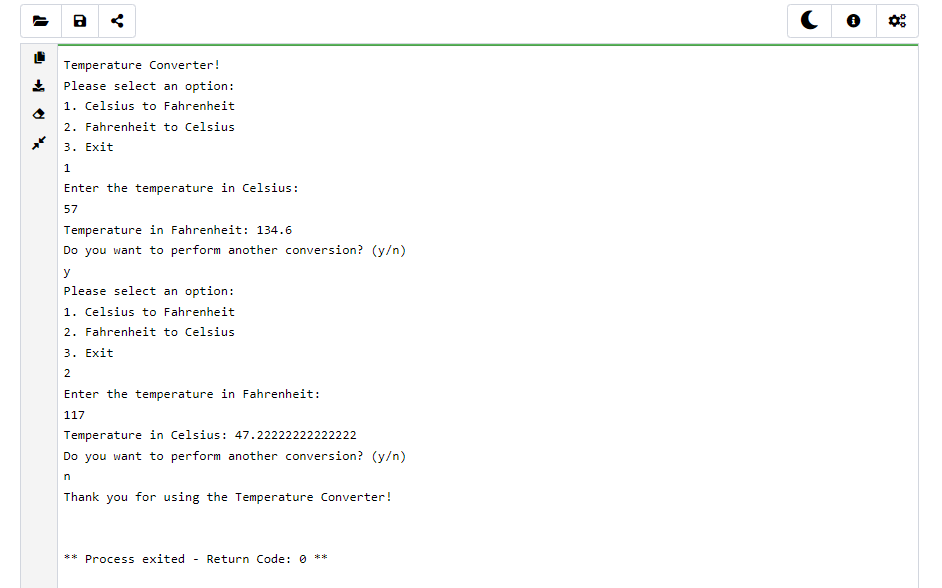 Temperature Converter!
Please select an option:
1. Celsius to Fahrenheit
2. Fahrenheit to Celsius
3. Exit
1
Enter the temperature in Celsius:
57
Temperature in Fahrenheit: 134.6
Do you want to perform another conversion? (y/n)
y
Please select an option:
1. Celsius to Fahrenheit
2. Fahrenheit to Celsius
3. Exit
2
Enter the temperature in Fahrenheit:
117
Temperature in Celsius: 47.22222222222222
Do you want to perform another conversion? (y/n)
n
Thank you for using the Temperature Converter!
** Process exited - Return Code: 0 **